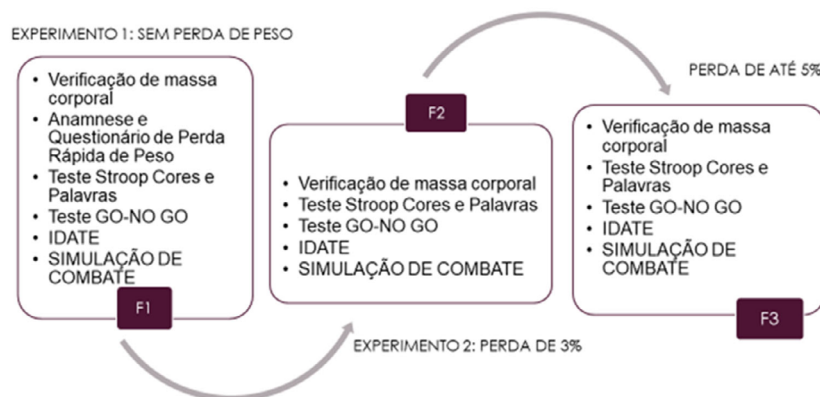 EXPERIMENTO 1: SEM PERDA DE PESO
• Verificação de massa
corporal
• Anamnese e
Questionário de Perda
Rápida de Peso
• Teste Stroop Cores e
Palavras
• Teste GO-NO GO
• IDATE
• SIMULAÇÃO DE
COMBATE
F1
F2
• Verificação de massa corporal
• Teste Stroop Cores e Palavras
• Teste GO-NO GO
• IDATE
• SIMULAÇÃO DE COMBATE
EXPERIMENTO 2: PERDA DE 3%
PERDA DE ATÉ 5%
• Verificação de massa
corporal
• Teste Stroop Cores e
Palavras
• Teste GO-NO GO
• IDATE
• SIMULAÇÃO DE
COMBATE
F3